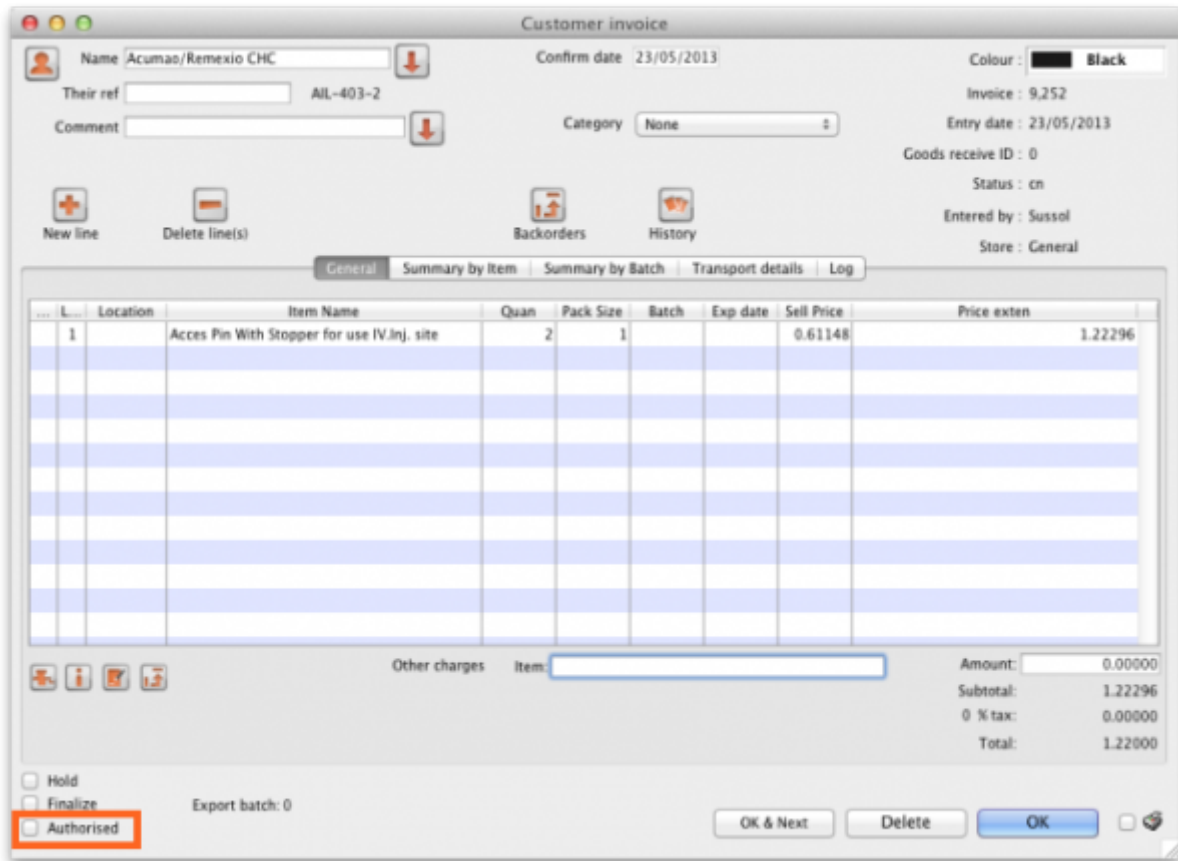 Customer invoice
Name Acumao/Remexio CHC Confirm date 23/05/2013 Colour : Black
Their ref AIL-403-2 Invoice : 9,252
Comment Category None Entry date : 23/05/2013
Goods receive ID : 0
Status : cn
New line Delete line(s) Backorders History Entered by : Sussol
Store : General
General Summary by Item Summary by Batch Transport details Log
... L... Location Item Name Quan Pack Size Batch Exp date Sell Price Price exten
1 Acces Pin With Stopper for use IV.Inj. site 2 1 0.61148 1.22296
Other charges Item: Amount: 0.00000
Subtotal: 1.22296
0 % tax: 0.00000
Total: 1.22000
Hold
Finalize Export batch: 0
Authorised OK & Next Delete OK